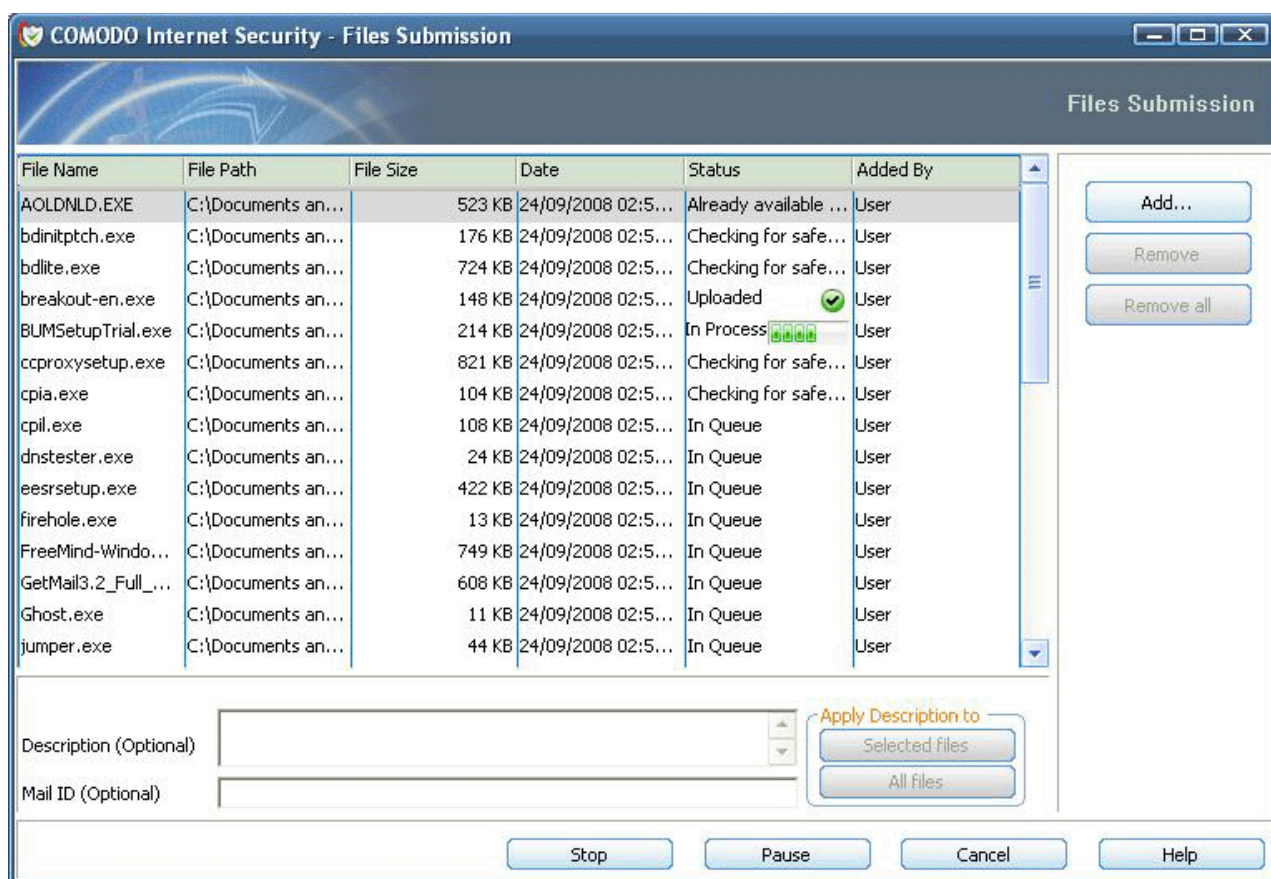 COMODO Internet Security - Files Submission
Files Submission
File Name File Path File Size Date Status Added By
AOLDNLD.EXE C:\Documents an... 523 KB 24/09/2008 02:5... Already available ... User
bdinitptch.exe C:\Documents an... 176 KB 24/09/2008 02:5... Checking for safe... User
bdlite.exe C:\Documents an... 724 KB 24/09/2008 02:5... Checking for safe... User
breakout-en.exe C:\Documents an... 148 KB 24/09/2008 02:5... Uploaded User
BUMSetupTrial.exe C:\Documents an... 214 KB 24/09/2008 02:5... In Process User
ccproxysetup.exe C:\Documents an... 821 KB 24/09/2008 02:5... Checking for safe... User
cpia.exe C:\Documents an... 104 KB 24/09/2008 02:5... Checking for safe... User
cpil.exe C:\Documents an... 108 KB 24/09/2008 02:5... In Queue User
dnstester.exe C:\Documents an... 24 KB 24/09/2008 02:5... In Queue User
eesrsetup.exe C:\Documents an... 422 KB 24/09/2008 02:5... In Queue User
firehole.exe C:\Documents an... 13 KB 24/09/2008 02:5... In Queue User
FreeMind-Windo... C:\Documents an... 749 KB 24/09/2008 02:5... In Queue User
GetMail3.2_Full_... C:\Documents an... 608 KB 24/09/2008 02:5... In Queue User
Ghost.exe C:\Documents an... 11 KB 24/09/2008 02:5... In Queue User
jumper.exe C:\Documents an... 44 KB 24/09/2008 02:5... In Queue User
Add...
Remove
Remove all
Description (Optional)
Mail ID (Optional)
Apply Description to
Selected files
All files
Stop Pause Cancel Help